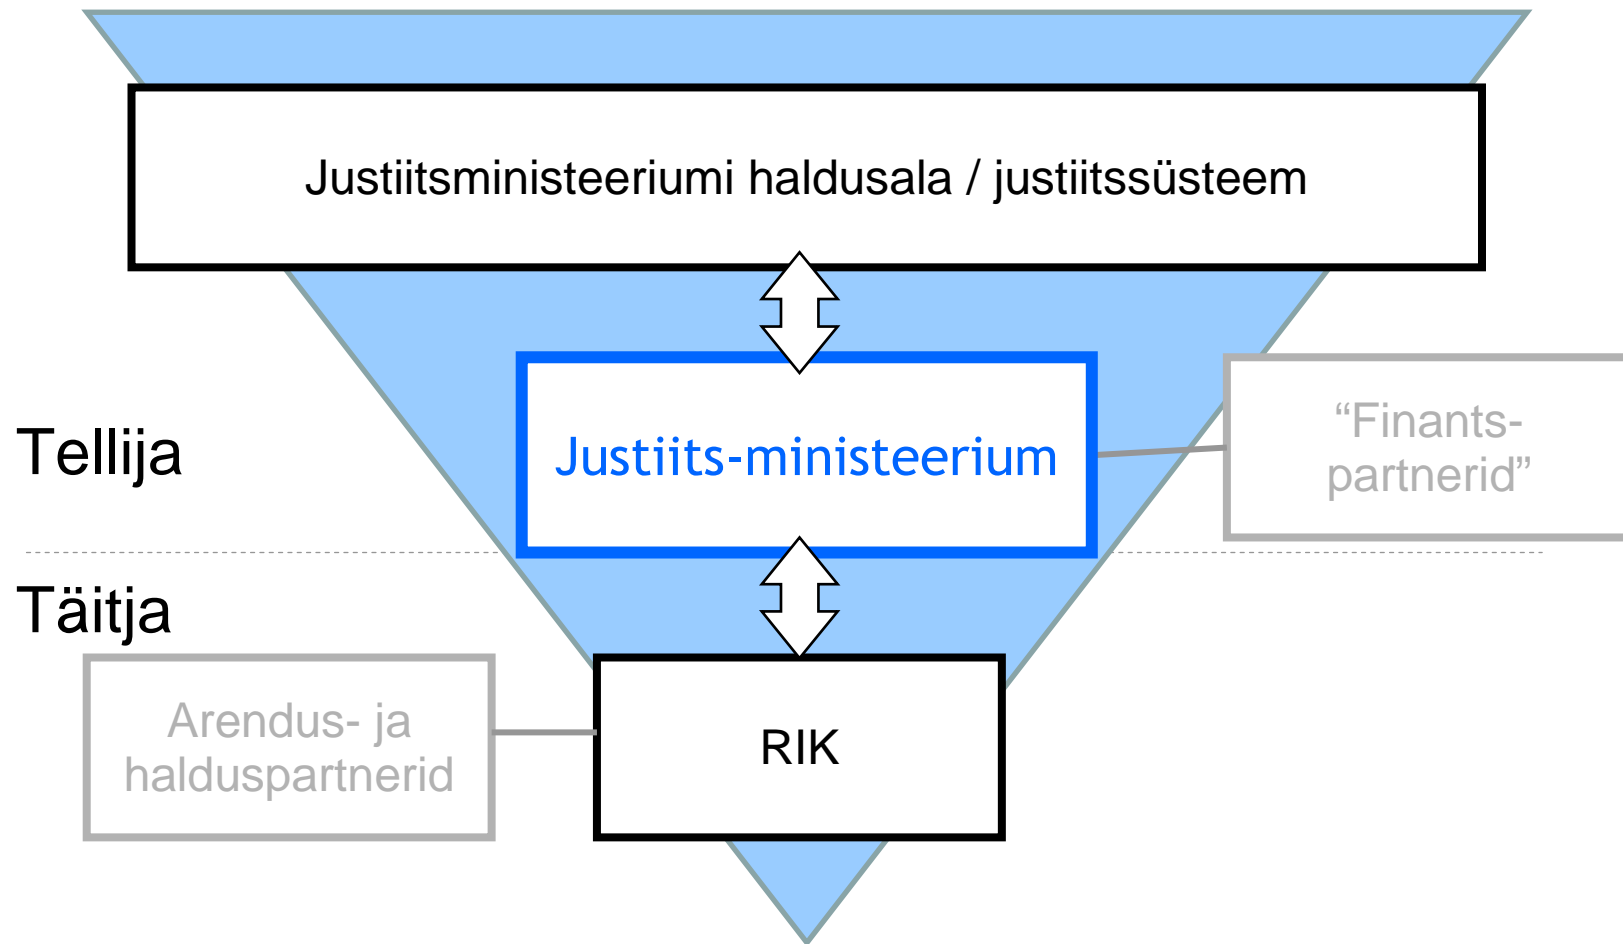 Justiitsministeeriumi haldusala / justiitssüsteem
Tellija
Justiits-ministeerium
“Finants-
partnerid”
Täitja
Arendus- ja
halduspartnerid
RIK